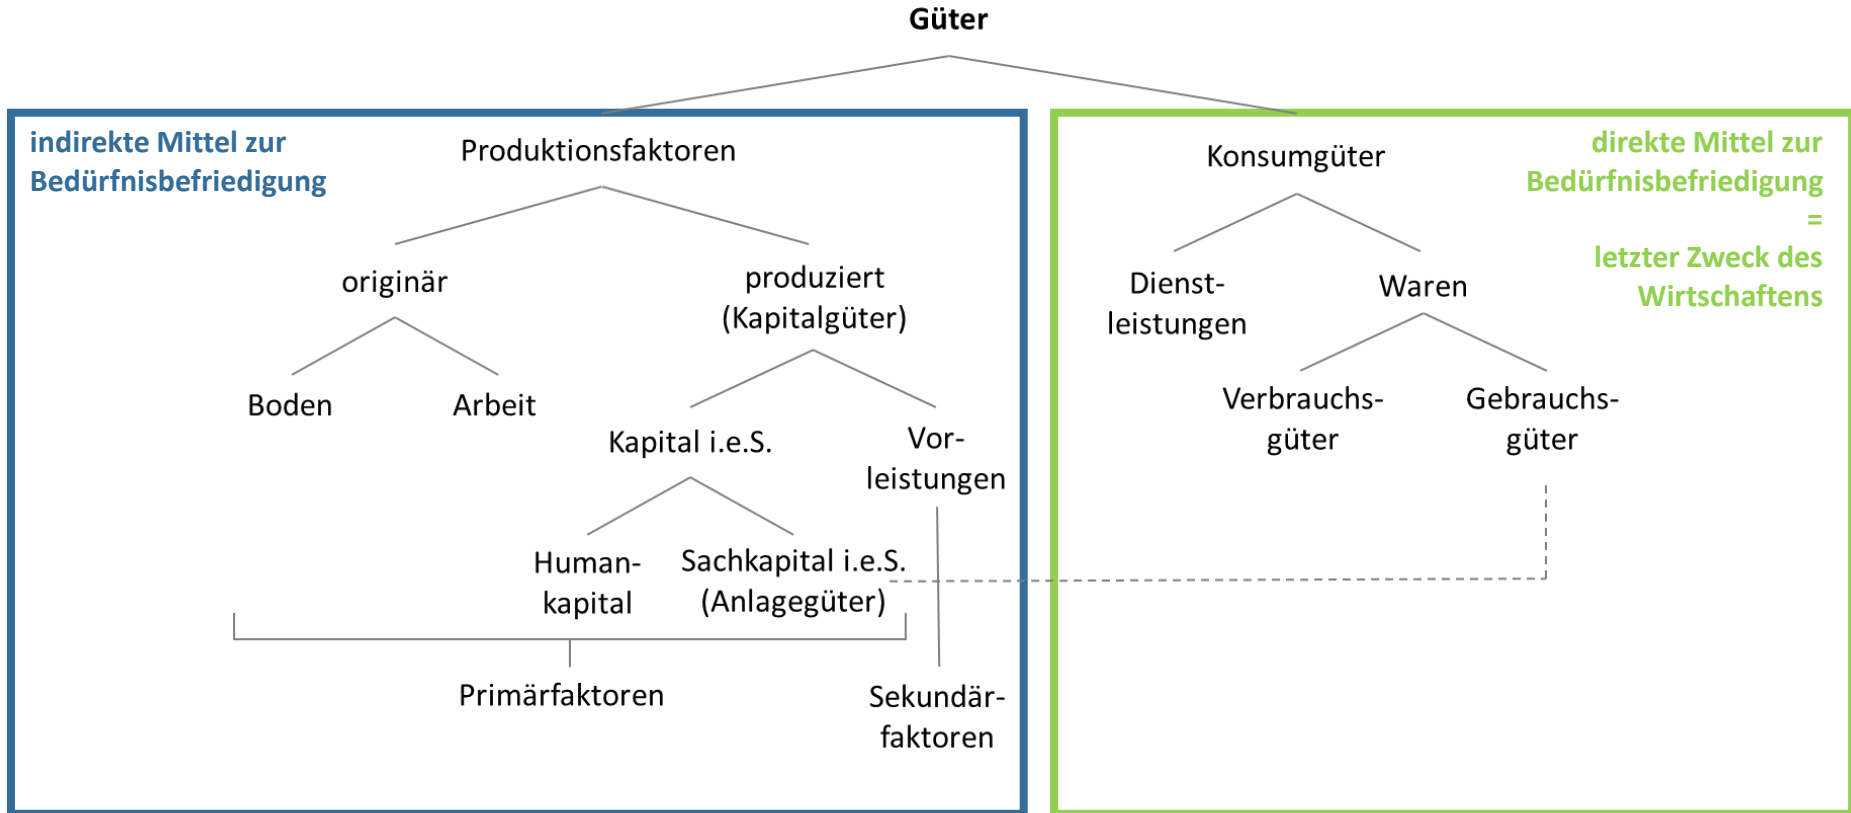 Güter
indirekte Mittel zur
Bedürfnisbefriedigung
Produktionsfaktoren
originär
produziert
(Kapitalgüter)
Boden
Arbeit
Kapital i.e.S.
Vor-
leistungen
Human-
kapital
Sachkapital i.e.S.
(Anlagegüter)
Primärfaktoren
Sekundär-
faktoren
Konsumgüter
direkte Mittel zur
Bedürfnisbefriedigung
=
letzter Zweck des
Wirtschaftens
Dienst-
leistungen
Waren
Verbrauchs-
güter
Gebrauchs-
güter